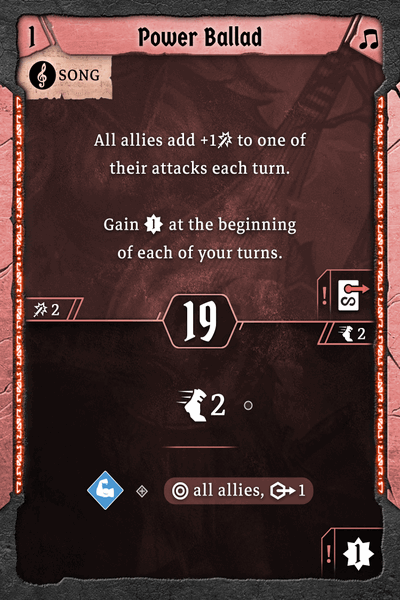 1 Power Ballad
SONG
All allies add +1 to one of
their attacks each turn.
Gain 1 at the beginning
of each of your turns.
!
2 19 2
2
all allies, 1
! 1